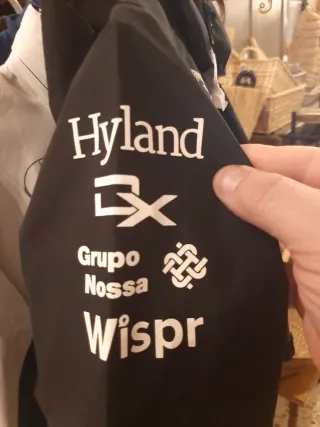 Hyland
DX
Grupo
Nossa
Wispr